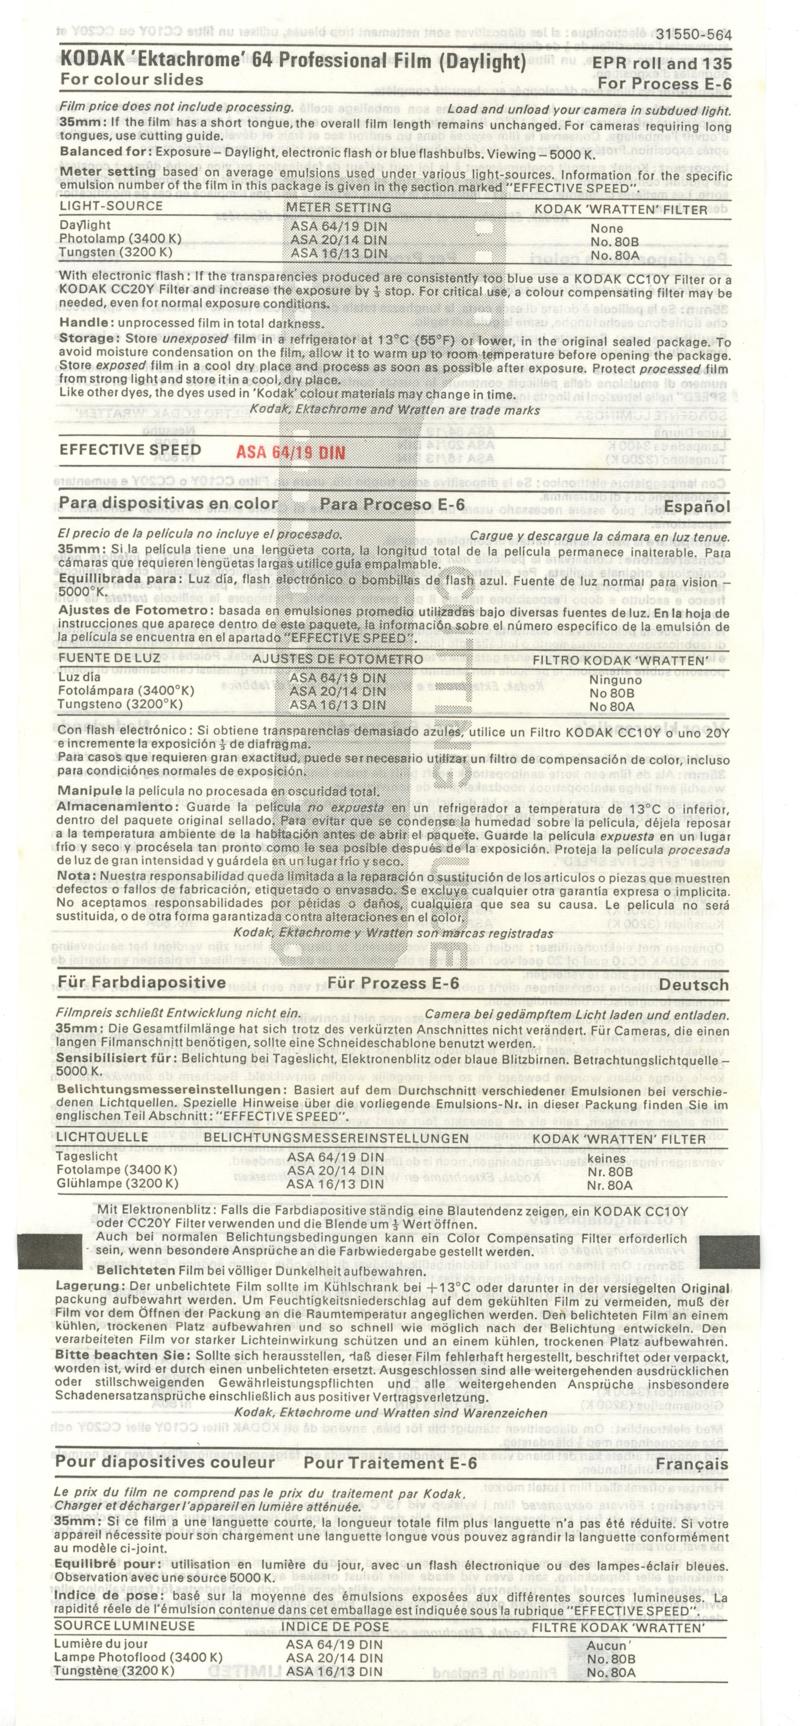 31550-564
KODAK 'Ektachrome' 64 Professional Film (Daylight) EPR roll and 135
For colour slides For Process E-6
Film price does not include processing. Load and unload your camera in subdued light.
35mm: If the film has a short tongue, the overall film length remains unchanged. For cameras requiring long
tongues, use cutting guide.
Balanced for: Exposure – Daylight, electronic flash or blue flashbulbs. Viewing – 5000 K.
Meter setting based on average emulsions used under various light-sources. Information for the specific
emulsion number of the film in this package is given in the section marked "EFFECTIVE SPEED".
LIGHT-SOURCE METER SETTING KODAK 'WRATTEN' FILTER
Daylight ASA 64/19 DIN None
Photolamp (3400 K) ASA 20/14 DIN No. 80B
Tungsten (3200 K) ASA 16/13 DIN No. 80A
With electronic flash: If the transparencies produced are consistently too blue use a KODAK CC10Y Filter or a
KODAK CC20Y Filter and increase the exposure by ⅓ stop. For critical use, a colour compensating filter may be
needed, even for normal exposure conditions.
Handle: unprocessed film in total darkness.
Storage: Store unexposed film in a refrigerator at 13°C (55°F) or lower, in the original sealed package. To
avoid moisture condensation on the film, allow it to warm up to room temperature before opening the package.
Store exposed film in a cool dry place and process as soon as possible after exposure. Protect processed film
from strong light and store it in a cool, dry place.
Like other dyes, the dyes used in 'Kodak' colour materials may change in time.
Kodak, Ektachrome and Wratten are trade marks
EFFECTIVE SPEED ASA 64/19 DIN
Para dispositivas en color Para Proceso E-6 Español
El precio de la película no incluye el procesado. Cargue y descargue la cámara en luz tenue.
35mm: Si la película tiene una lengüeta corta, la longitud total de la película permanece inalterable. Para
cámaras que requieren lengüetas largas utilice guía empalmable.
Equillibrada para: Luz día, flash electrónico o bombillas de flash azul. Fuente de luz normal para vision –
5000°K.
Ajustes de Fotometro: basada en emulsiones promedio utilizadas bajo diversas fuentes de luz. En la hoja de
instrucciones que aparece dentro de este paquete, la información sobre el número específico de la emulsión de
la película se encuentra en el apartado "EFFECTIVE SPEED".
FUENTE DE LUZ AJUSTES DE FOTOMETRO FILTRO KODAK 'WRATTEN'
Luz día ASA 64/19 DIN Ninguno
Fotolámpara (3400°K) ASA 20/14 DIN No 80B
Tungsteno (3200°K) ASA 16/13 DIN No 80A
Con flash electrónico: Si obtiene transparencias demasiado azules, utilice un Filtro KODAK CC10Y o uno 20Y
e incremente la exposición ⅓ de diafragma.
Para casos que requieren gran exactitud, puede ser necesario utilizar un filtro de compensación de color, incluso
para condiciónes normales de exposición.
Manipule la película no procesada en oscuridad total.
Almacenamiento: Guarde la película no expuesta en un refrigerador a temperatura de 13°C o inferior,
dentro del paquete original sellado. Para evitar que se condense la humedad sobre la película, déjela reposar
a la temperatura ambiente de la habitación antes de abrir el paquete. Guarde la película expuesta en un lugar
frío y seco y procésela tan pronto como le sea posible después de la exposición. Proteja la película procesada
de luz de gran intensidad y guárdela en un lugar frío y seco.
Nota: Nuestra responsabilidad queda limitada a la reparación o sustitución de los articulos o piezas que muestren
defectos o fallos de fabricación, etiquetado o envasado. Se excluye cualquier otra garantía expresa o implicita.
No aceptamos responsabilidades por péridas o daños, cualquiera que sea su causa. Le película no será
sustituida, o de otra forma garantizada contra alteraciones en el color.
Kodak, Ektachrome y Wratten son marcas registradas
CUTTING GUIDE
Für Farbdiapositive Für Prozess E-6 Deutsch
Filmpreis schließt Entwicklung nicht ein. Camera bei gedämpftem Licht laden und entladen.
35mm: Die Gesamtfilmlänge hat sich trotz des verkürzten Anschnittes nicht verändert. Für Cameras, die einen
langen Filmanschnitt benötigen, sollte eine Schneideschablone benutzt werden.
Sensibilisiert für: Belichtung bei Tageslicht, Elektronenblitz oder blaue Blitzbirnen. Betrachtungslichtquelle –
5000 K.
Belichtungsmessereinstellungen: Basiert auf dem Durchschnitt verschiedener Emulsionen bei verschie-
denen Lichtquellen. Spezielle Hinweise über die vorliegende Emulsions-Nr. in dieser Packung finden Sie im
englischen Teil Abschnitt: "EFFECTIVE SPEED".
LICHTQUELLE BELICHTUNGSMESSEREINSTELLUNGEN KODAK 'WRATTEN' FILTER
Tageslicht ASA 64/19 DIN keines
Fotolampe (3400 K) ASA 20/14 DIN Nr. 80B
Glühlampe (3200 K) ASA 16/13 DIN Nr. 80A
Mit Elektronenblitz: Falls die Farbdiapositive ständig eine Blautendenz zeigen, ein KODAK CC10Y
oder CC20Y Filter verwenden und die Blende um ⅓ Wert öffnen.
Auch bei normalen Belichtungsbedingungen kann ein Color Compensating Filter erforderlich
sein, wenn besondere Ansprüche an die Farbwiedergabe gestellt werden.
Belichteten Film bei völliger Dunkelheit aufbewahren.
Lagerung: Der unbelichtete Film sollte im Kühlschrank bei +13°C oder darunter in der versiegelten Original
packung aufbewahrt werden. Um Feuchtigkeitsniederschlag auf dem gekühlten Film zu vermeiden, muß der
Film vor dem Öffnen der Packung an die Raumtemperatur angeglichen werden. Den belichteten Film an einem
kühlen, trockenen Platz aufbewahren und so schnell wie möglich nach der Belichtung entwickeln. Den
verarbeiteten Film vor starker Lichteinwirkung schützen und an einem kühlen, trockenen Platz aufbewahren.
Bitte beachten Sie: Sollte sich herausstellen, daß dieser Film fehlerhaft hergestellt, beschriftet oder verpackt,
worden ist, wird er durch einen unbelichteten ersetzt. Ausgeschlossen sind alle weitergehenden ausdrücklichen
oder stillschweigenden Gewährleistungspflichten und alle weitergehenden Ansprüche insbesondere
Schadenersatzansprüche einschließlich aus positiver Vertragsverletzung.
Kodak, Ektachrome und Wratten sind Warenzeichen
Pour diapositives couleur Pour Traitement E-6 Français
Le prix du film ne comprend pas le prix du traitement par Kodak.
Charger et décharger l'appareil en lumière atténuée.
35mm: Si ce film a une languette courte, la longueur totale film plus languette n'a pas été réduite. Si votre
appareil nécessite pour son chargement une languette longue vous pouvez agrándir la languette conformément
au modèle ci-joint.
Equilibré pour: utilisation en lumière du jour, avec un flash électronique ou des lampes-éclair bleues.
Observation avec une source 5000 K.
Indice de pose: basé sur la moyenne des émulsions exposées aux différentes sources lumineuses. La
rapidité réele de l'émulsion contenue dans cet emballage est indiquée sous la rubrique "EFFECTIVE SPEED".
SOURCE LUMINEUSE INDICE DE POSE FILTRE KODAK 'WRATTEN'
Lumière du jour ASA 64/19 DIN Aucun
Lampe Photoflood (3400 K) ASA 20/14 DIN No. 80B
Tungstène (3200 K) ASA 16/13 DIN No. 80A